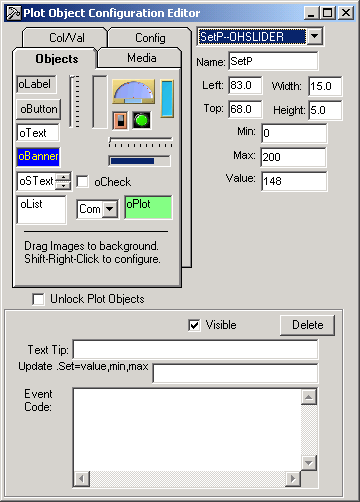 Plot Object Configuration Editor
Col/Val Config
Objects Media
SetP--OHSLIDER
Name: SetP
Left: 83.0 Width: 15.0
Top: 68.0 Height: 5.0
Min: 0
Max: 200
Value: 148
oLabel
oButton
oText
oBanner
oSText oCheck
oList Com oPlot
Drag Images to background.
Shift-Right-Click to configure.
Unlock Plot Objects
Visible Delete
Text Tip:
Update .Set=value,min,max
Event
Code: